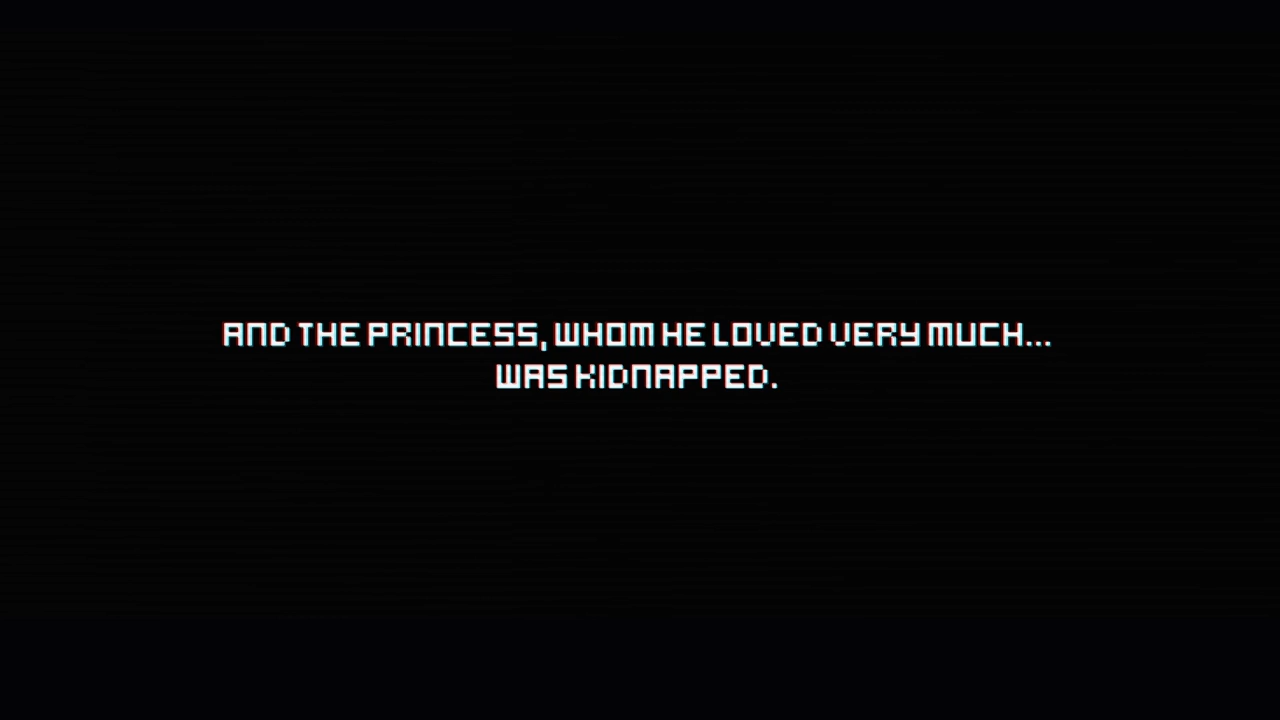 AND THE PRINCESS, WHOM HE LOVED VERY MUCH...
WAS KIDNAPPED.